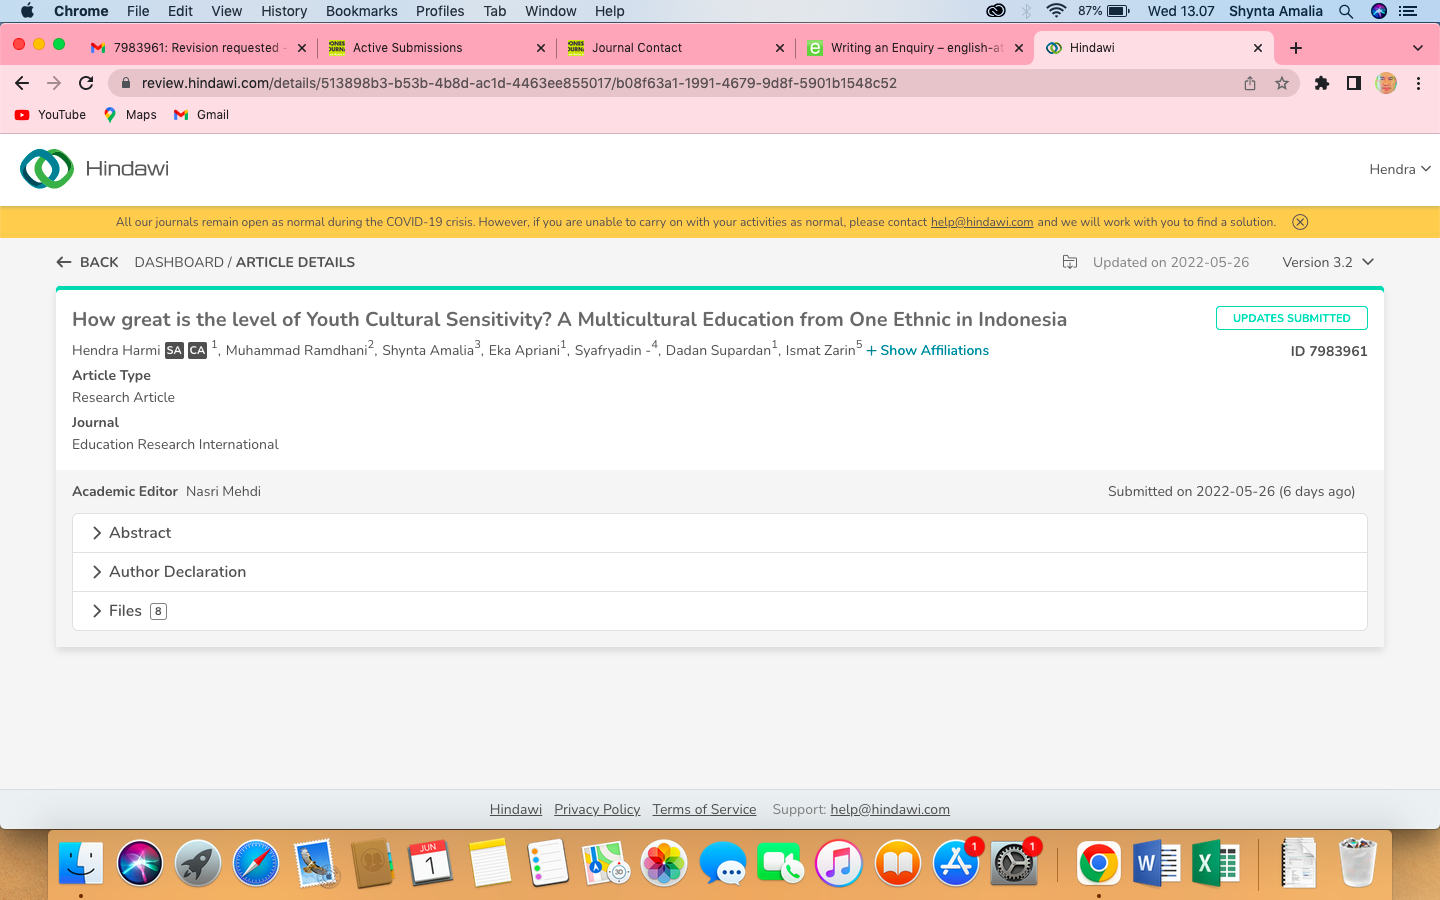 Chrome File Edit View History Bookmarks Profiles Tab Window Help 87% Wed 13.07 Shynta Amalia
7983961: Revision requested - Active Submissions Journal Contact Writing an Enquiry – english-at Hindawi
review.hindawi.com/details/513898b3-b53b-4b8d-ac1d-4463ee855017/b08f63a1-1991-4679-9d8f-5901b1548c52
YouTube Maps Gmail
Hindawi Hendra
All our journals remain open as normal during the COVID-19 crisis. However, if you are unable to carry on with your activities as normal, please contact help@hindawi.com and we will work with you to find a solution.
BACK DASHBOARD / ARTICLE DETAILS Updated on 2022-05-26 Version 3.2
How great is the level of Youth Cultural Sensitivity? A Multicultural Education from One Ethnic in Indonesia UPDATES SUBMITTED
Hendra Harmi SA CA 1, Muhammad Ramdhani2, Shynta Amalia3, Eka Apriani1, Syafryadin -4, Dadan Supardan1, Ismat Zarin5 + Show Affiliations ID 7983961
Article Type
Research Article
Journal
Education Research International
Academic Editor Nasri Mehdi Submitted on 2022-05-26 (6 days ago)
Abstract
Author Declaration
Files 8
Hindawi Privacy Policy Terms of Service Support: help@hindawi.com
JUN
1
3D
1
1
W
X